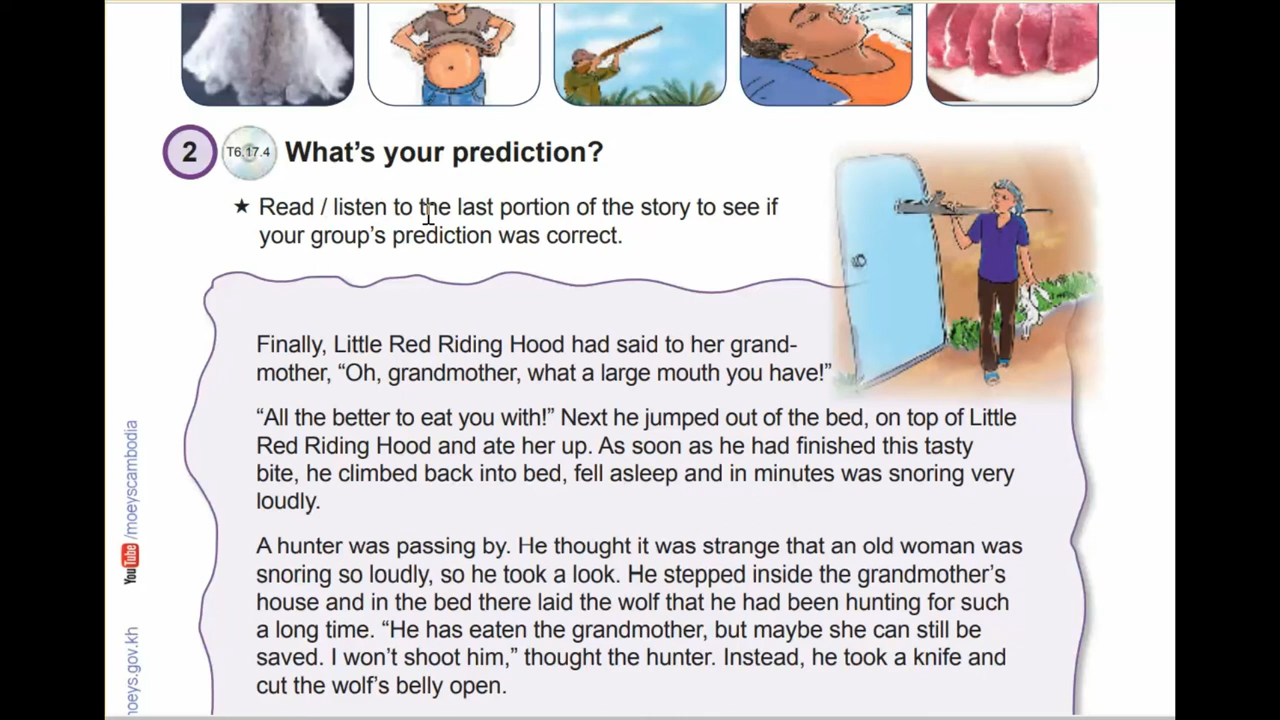 2 T6.17.4 What's your prediction?
★ Read / listen to the last portion of the story to see if
your group's prediction was correct.
Finally, Little Red Riding Hood had said to her grand-
mother, “Oh, grandmother, what a large mouth you have!”
“All the better to eat you with!” Next he jumped out of the bed, on top of Little
Red Riding Hood and ate her up. As soon as he had finished this tasty
bite, he climbed back into bed, fell asleep and in minutes was snoring very
loudly.
A hunter was passing by. He thought it was strange that an old woman was
snoring so loudly, so he took a look. He stepped inside the grandmother’s
house and in the bed there laid the wolf that he had been hunting for such
a long time. “He has eaten the grandmother, but maybe she can still be
saved. I won’t shoot him,” thought the hunter. Instead, he took a knife and
cut the wolf’s belly open.
YouTube /moeyscambodia
moeys.gov.kh